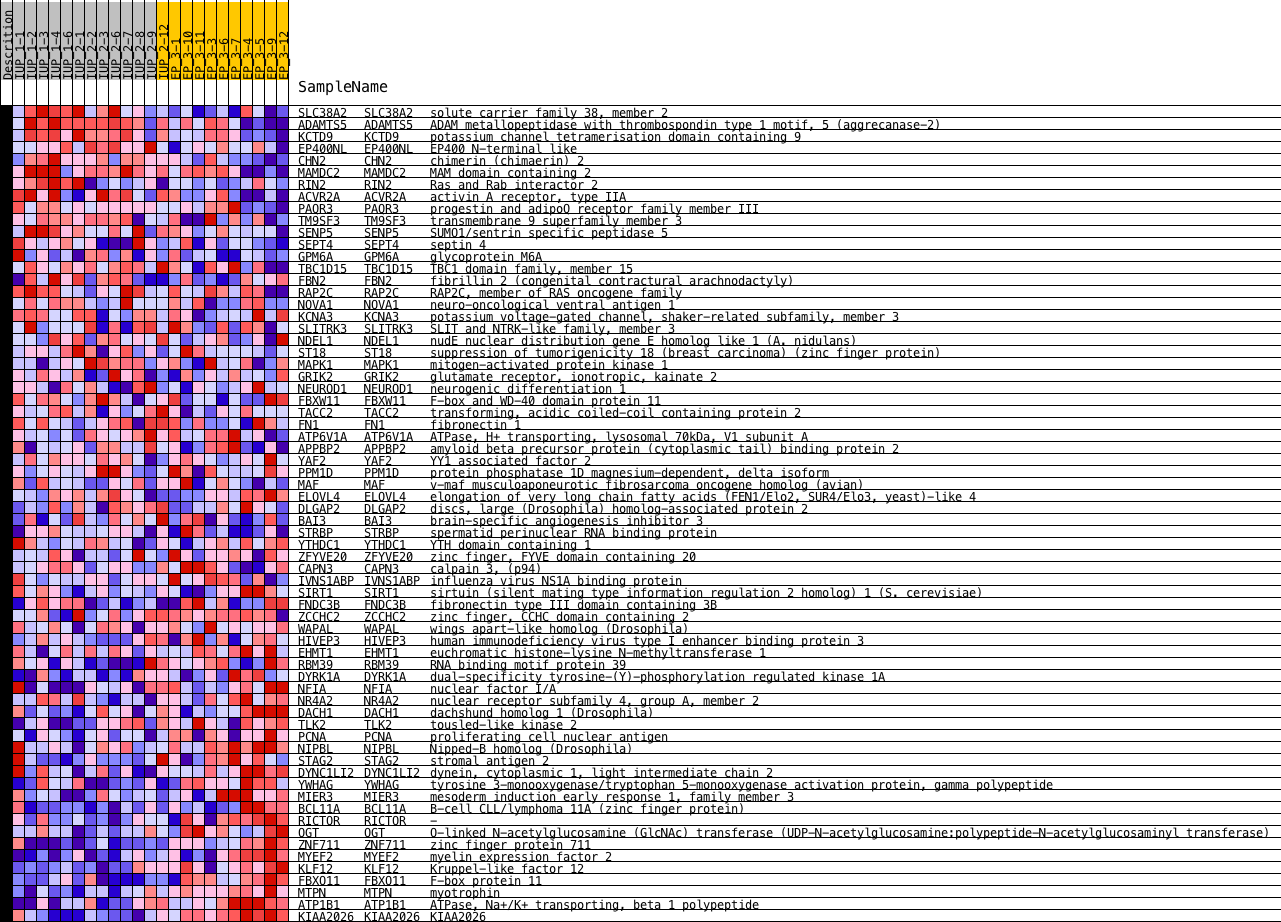 Descrition
IUP_1-1
IUP_1-2
IUP_1-3
IUP_1-4
IUP_1-6
IUP_2-1
IUP_2-2
IUP_2-3
IUP_2-6
IUP_2-7
IUP_2-8
IUP_2-9
IUP_2-12
EP_3-1
EP_3-10
EP_3-11
EP_3-3
EP_3-6
EP_3-7
EP_3-4
EP_3-5
EP_3-9
EP_3-12
SampleName
SLC38A2 SLC38A2 solute carrier family 38, member 2
ADAMTS5 ADAMTS5 ADAM metallopeptidase with thrombospondin type 1 motif, 5 (aggrecanase-2)
KCTD9 KCTD9 potassium channel tetramerisation domain containing 9
EP400NL EP400NL EP400 N-terminal like
CHN2 CHN2 chimerin (chimaerin) 2
MAMDC2 MAMDC2 MAM domain containing 2
RIN2 RIN2 Ras and Rab interactor 2
ACVR2A ACVR2A activin A receptor, type IIA
PAQR3 PAQR3 progestin and adipoQ receptor family member III
TM9SF3 TM9SF3 transmembrane 9 superfamily member 3
SENP5 SENP5 SUMO1/sentrin specific peptidase 5
SEPT4 SEPT4 septin 4
GPM6A GPM6A glycoprotein M6A
TBC1D15 TBC1D15 TBC1 domain family, member 15
FBN2 FBN2 fibrillin 2 (congenital contractural arachnodactyly)
RAP2C RAP2C RAP2C, member of RAS oncogene family
NOVA1 NOVA1 neuro-oncological ventral antigen 1
KCNA3 KCNA3 potassium voltage-gated channel, shaker-related subfamily, member 3
SLITRK3 SLITRK3 SLIT and NTRK-like family, member 3
NDEL1 NDEL1 nudE nuclear distribution gene E homolog like 1 (A. nidulans)
ST18 ST18 suppression of tumorigenicity 18 (breast carcinoma) (zinc finger protein)
MAPK1 MAPK1 mitogen-activated protein kinase 1
GRIK2 GRIK2 glutamate receptor, ionotropic, kainate 2
NEUROD1 NEUROD1 neurogenic differentiation 1
FBXW11 FBXW11 F-box and WD-40 domain protein 11
TACC2 TACC2 transforming, acidic coiled-coil containing protein 2
FN1 FN1 fibronectin 1
ATP6V1A ATP6V1A ATPase, H+ transporting, lysosomal 70kDa, V1 subunit A
APPBP2 APPBP2 amyloid beta precursor protein (cytoplasmic tail) binding protein 2
YAF2 YAF2 YY1 associated factor 2
PPM1D PPM1D protein phosphatase 1D magnesium-dependent, delta isoform
MAF MAF v-maf musculoaponeurotic fibrosarcoma oncogene homolog (avian)
ELOVL4 ELOVL4 elongation of very long chain fatty acids (FEN1/Elo2, SUR4/Elo3, yeast)-like 4
DLGAP2 DLGAP2 discs, large (Drosophila) homolog-associated protein 2
BAI3 BAI3 brain-specific angiogenesis inhibitor 3
STRBP STRBP spermatid perinuclear RNA binding protein
YTHDC1 YTHDC1 YTH domain containing 1
ZFYVE20 ZFYVE20 zinc finger, FYVE domain containing 20
CAPN3 CAPN3 calpain 3, (p94)
IVNS1ABP IVNS1ABP influenza virus NS1A binding protein
SIRT1 SIRT1 sirtuin (silent mating type information regulation 2 homolog) 1 (S. cerevisiae)
FNDC3B FNDC3B fibronectin type III domain containing 3B
ZCCHC2 ZCCHC2 zinc finger, CCHC domain containing 2
WAPAL WAPAL wings apart-like homolog (Drosophila)
HIVEP3 HIVEP3 human immunodeficiency virus type I enhancer binding protein 3
EHMT1 EHMT1 euchromatic histone-lysine N-methyltransferase 1
RBM39 RBM39 RNA binding motif protein 39
DYRK1A DYRK1A dual-specificity tyrosine-(Y)-phosphorylation regulated kinase 1A
NFIA NFIA nuclear factor I/A
NR4A2 NR4A2 nuclear receptor subfamily 4, group A, member 2
DACH1 DACH1 dachshund homolog 1 (Drosophila)
TLK2 TLK2 tousled-like kinase 2
PCNA PCNA proliferating cell nuclear antigen
NIPBL NIPBL Nipped-B homolog (Drosophila)
STAG2 STAG2 stromal antigen 2
DYNC1LI2 DYNC1LI2 dynein, cytoplasmic 1, light intermediate chain 2
YWHAG YWHAG tyrosine 3-monooxygenase/tryptophan 5-monooxygenase activation protein, gamma polypeptide
MIER3 MIER3 mesoderm induction early response 1, family member 3
BCL11A BCL11A B-cell CLL/lymphoma 11A (zinc finger protein)
RICTOR RICTOR -
OGT OGT O-linked N-acetylglucosamine (GlcNAc) transferase (UDP-N-acetylglucosamine:polypeptide-N-acetylglucosaminyl transferase)
ZNF711 ZNF711 zinc finger protein 711
MYEF2 MYEF2 myelin expression factor 2
KLF12 KLF12 Kruppel-like factor 12
FBXO11 FBXO11 F-box protein 11
MTPN MTPN myotrophin
ATP1B1 ATP1B1 ATPase, Na+/K+ transporting, beta 1 polypeptide
KIAA2026 KIAA2026 KIAA2026